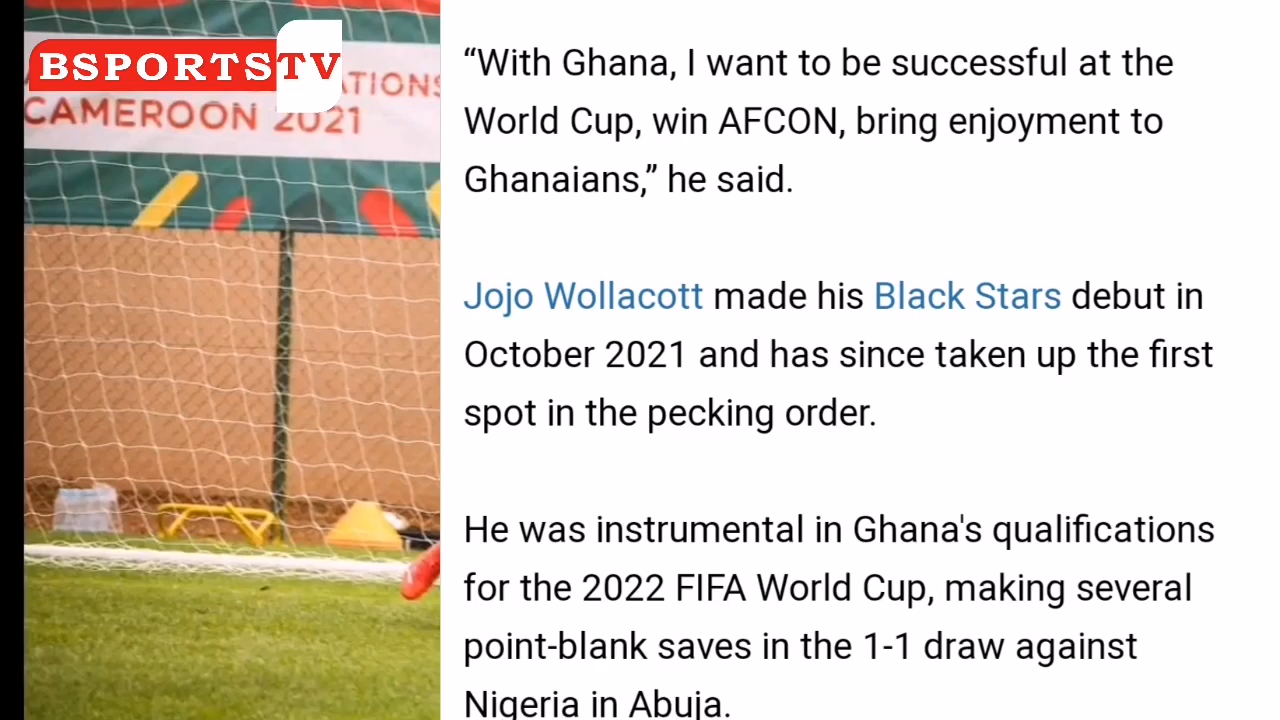 BSPORTSTV
ATIONS
CAMEROON 2021
“With Ghana, I want to be successful at the
World Cup, win AFCON, bring enjoyment to
Ghanaians,” he said.
Jojo Wollacott made his Black Stars debut in
October 2021 and has since taken up the first
spot in the pecking order.
He was instrumental in Ghana's qualifications
for the 2022 FIFA World Cup, making several
point-blank saves in the 1-1 draw against
Nigeria in Abuja.